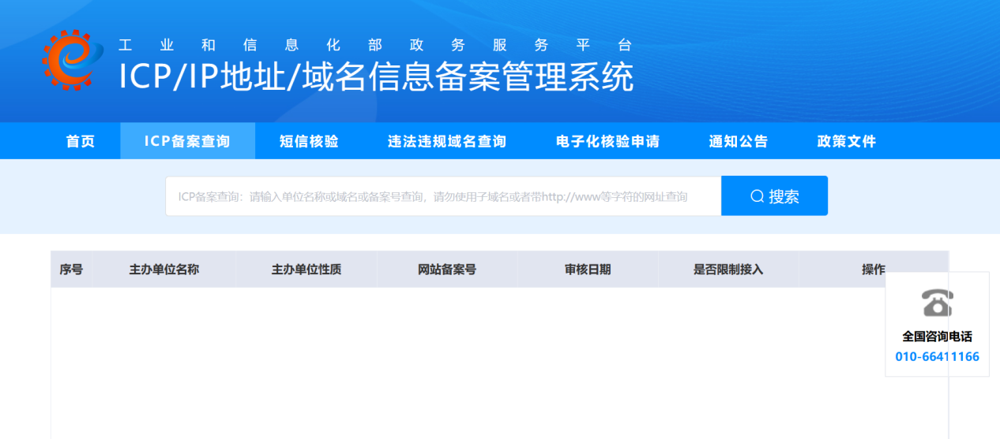 工业和信息化部政务服务平台
ICP/IP地址/域名信息备案管理系统
首页 ICP备案查询 短信核验 违法违规域名查询 电子化核验申请 通知公告 政策文件
ICP备案查询：请输入单位名称或域名或备案号查询，请勿使用子域名或者带http://www等字符的网址查询 搜索
序号 主办单位名称 主办单位性质 网站备案号 审核日期 是否限制接入 操作
全国咨询电话
010-66411166